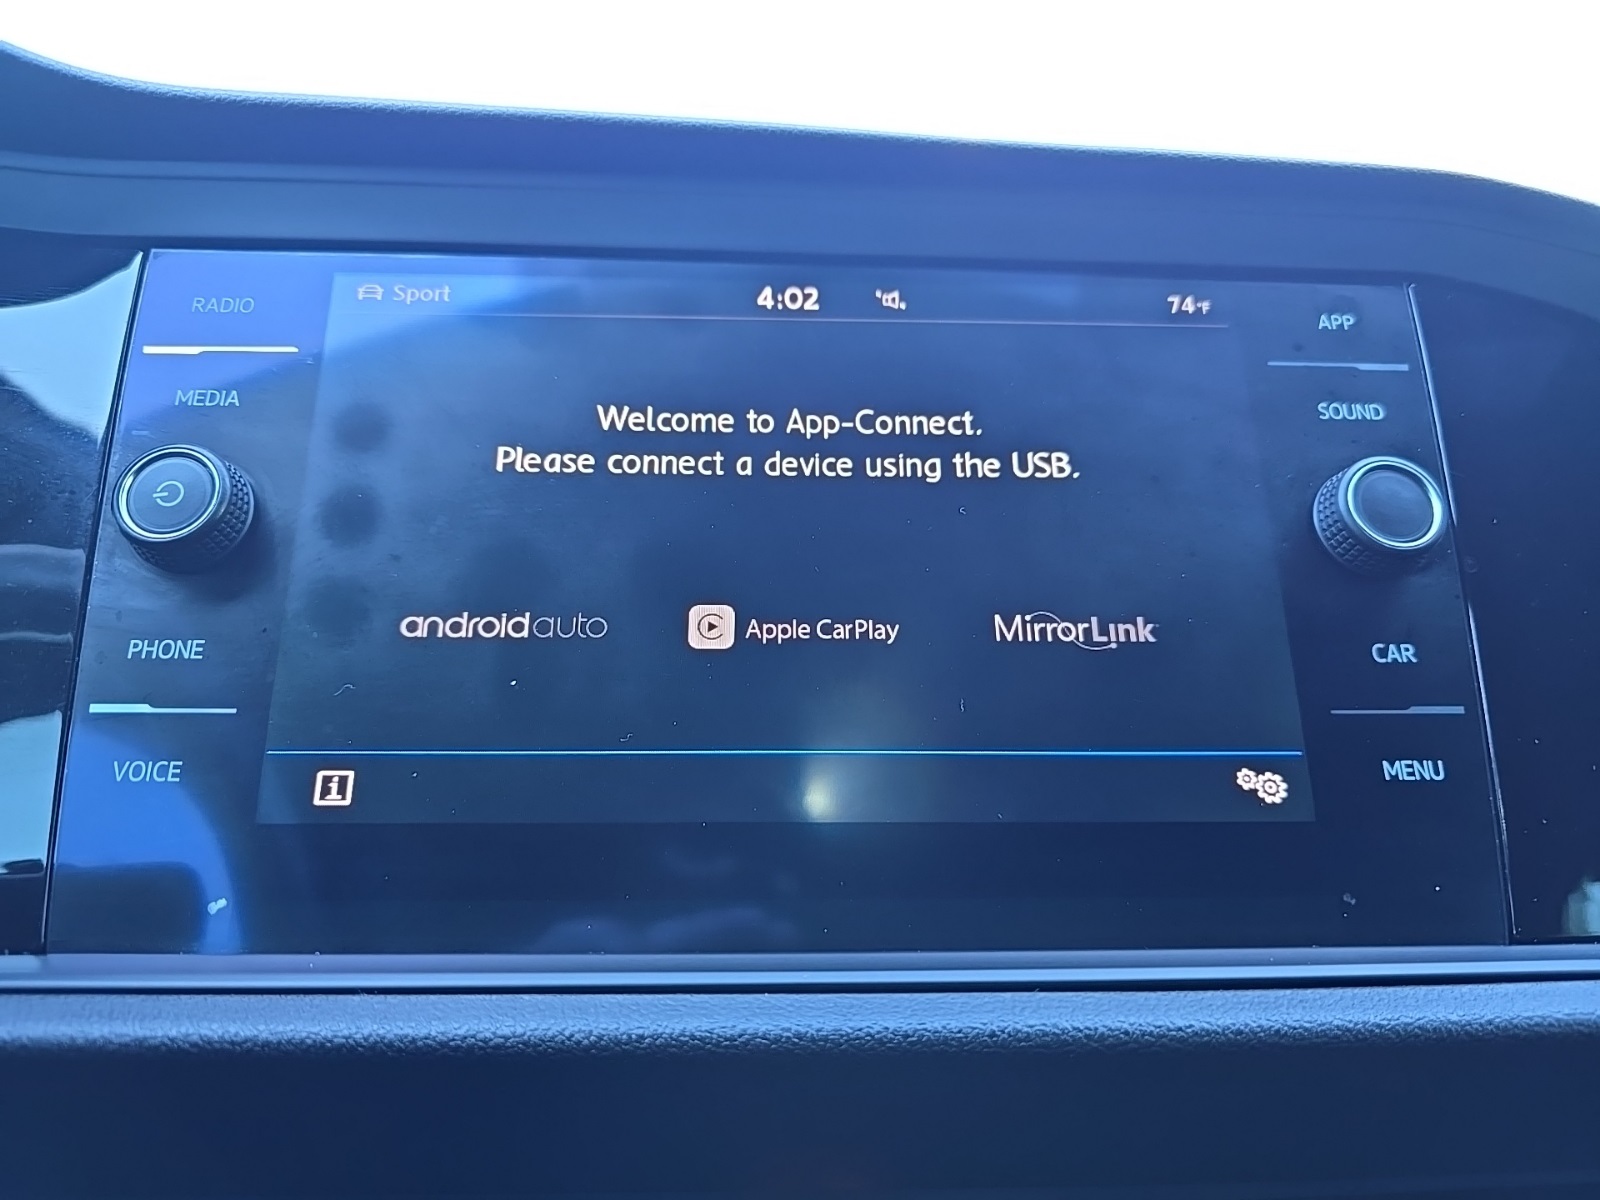 RADIO
Sport
4:02
74°F
APP
MEDIA
SOUND
Welcome to App-Connect.
Please connect a device using the USB.
androidauto
Apple CarPlay
MirrorLink
PHONE
CAR
VOICE
i
MENU